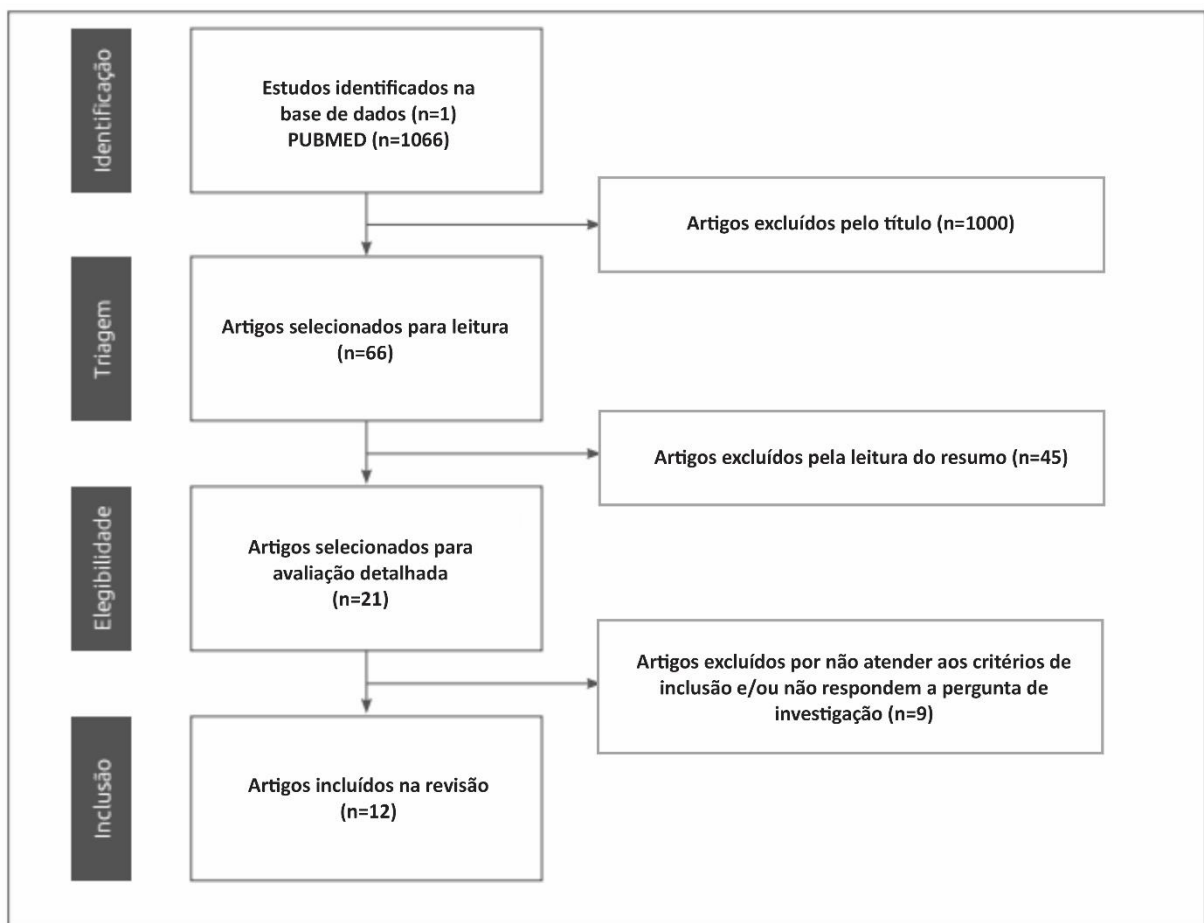 Identificação
Estudos identificados na
base de dados (n=1)
PUBMED (n=1066)
Artigos excluídos pelo título (n=1000)
Triagem
Artigos selecionados para leitura
(n=66)
Artigos excluídos pela leitura do resumo (n=45)
Elegibilidade
Artigos selecionados para
avaliação detalhada
(n=21)
Artigos excluídos por não atender aos critérios de
inclusão e/ou não respondem a pergunta de
investigação (n=9)
Inclusão
Artigos incluídos na revisão
(n=12)